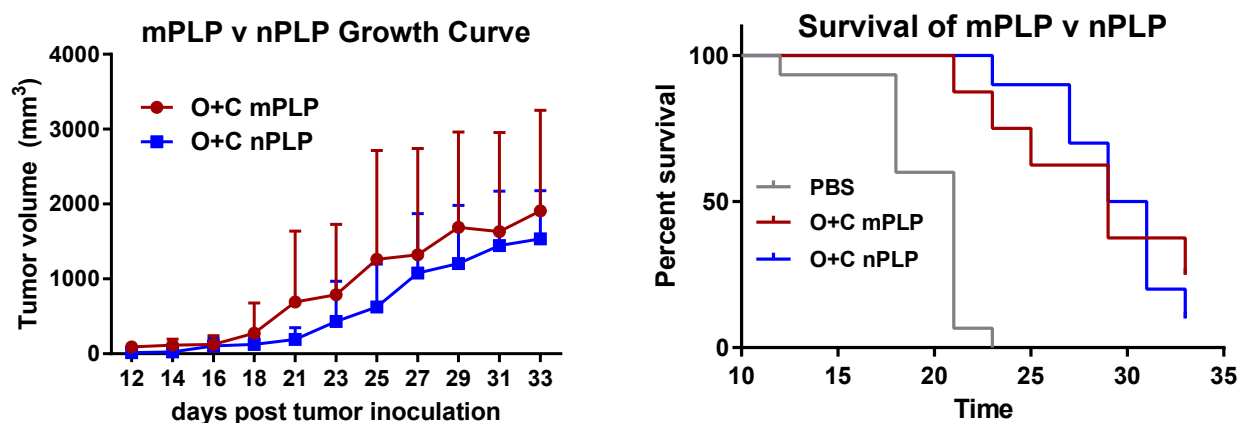 mPLP v nPLP Growth Curve
4000
3000
2000
1000
0
Tumor volume (mm³)
O+C mPLP
O+C nPLP
12 14 16 18 21 23 25 27 29 31 33
days post tumor inoculation
Survival of mPLP v nPLP
100
50
0
Percent survival
PBS
O+C mPLP
O+C nPLP
10 15 20 25 30 35
Time